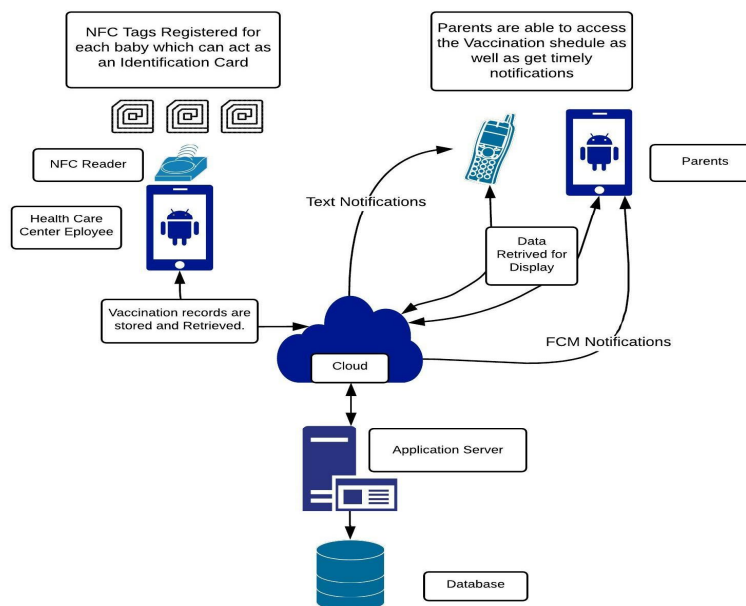 NFC Tags Registered for
each baby which can act as
an Identification Card
Parents are able to access
the Vaccination shedule as
well as get timely
notifications
NFC Reader
Parents
Health Care
Center Eployee
Text Notifications
Data
Retrived for
Display
Vaccination records are
stored and Retrieved.
FCM Notifications
Cloud
Application Server
Database